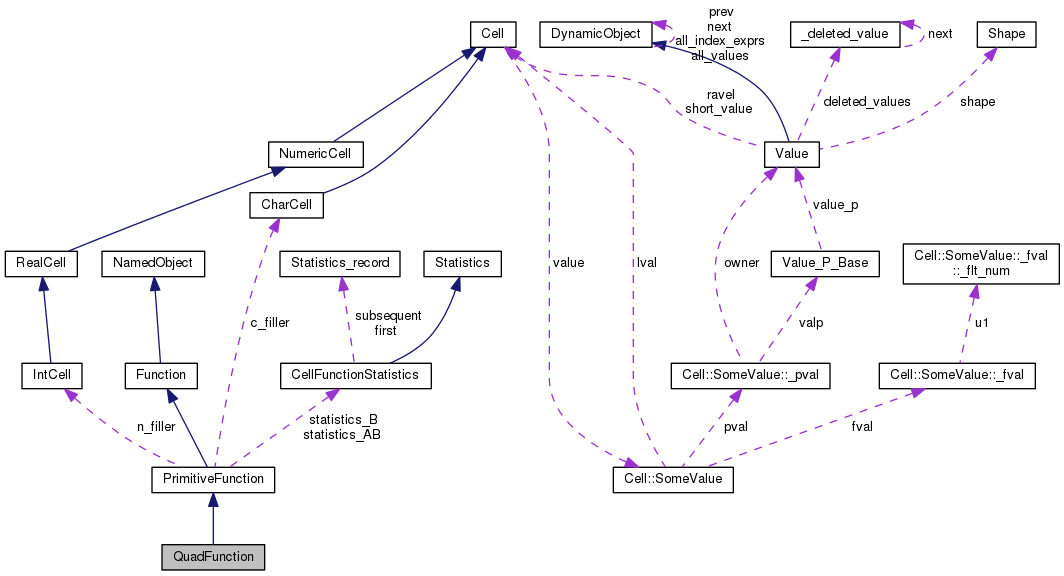 prev
next
all_index_exprs
all_values
Cell
DynamicObject
_deleted_value
next
Shape
ravel
short_value
deleted_values
shape
NumericCell
Value
CharCell
value_p
RealCell
NamedObject
Statistics_record
Statistics
value
lval
owner
Value_P_Base
Cell::SomeValue::_fval
::_flt_num
c_filler
subsequent
first
valp
u1
IntCell
Function
CellFunctionStatistics
Cell::SomeValue::_pval
Cell::SomeValue::_fval
n_filler
statistics_B
statistics_AB
pval
fval
PrimitiveFunction
Cell::SomeValue
QuadFunction